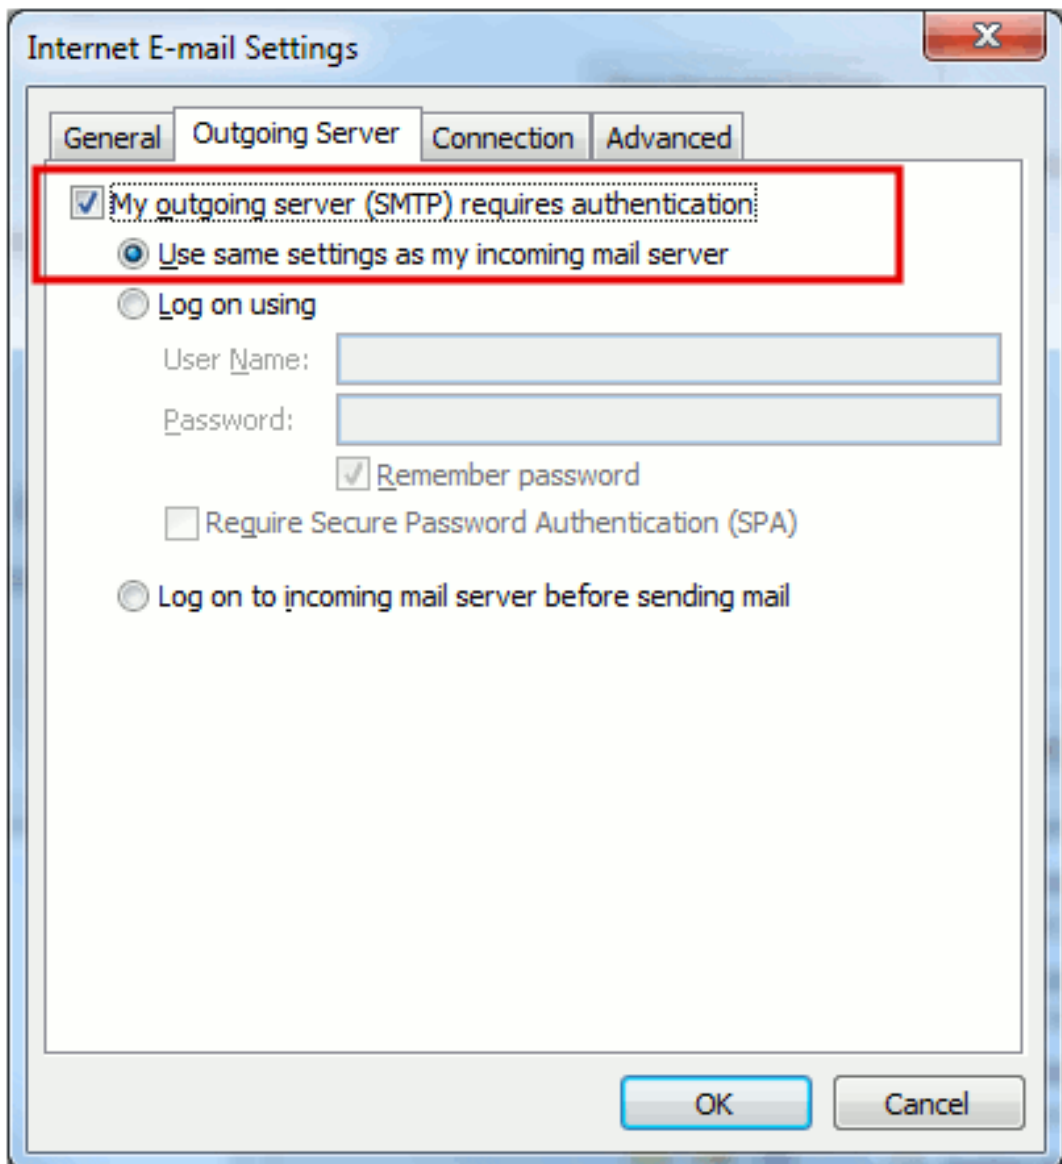 Internet E-mail Settings
General Outgoing Server Connection Advanced
My outgoing server (SMTP) requires authentication
Use same settings as my incoming mail server
Log on using
User Name:
Password:
Remember password
Require Secure Password Authentication (SPA)
Log on to incoming mail server before sending mail
OK Cancel